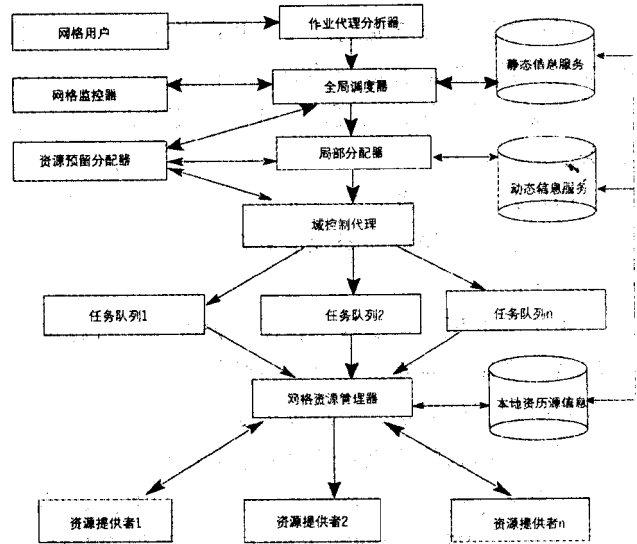 作业代理分析器
网格用户
静态信息服务
全局调度器
网格监控器
局部分配器
资源预留分配器
动态信息服务
域控制代理
任务队列1
任务队列2
任务队列n
网格资源管理器
本地资历源信息
资源提供者1
资源提供者2
资源提供者n